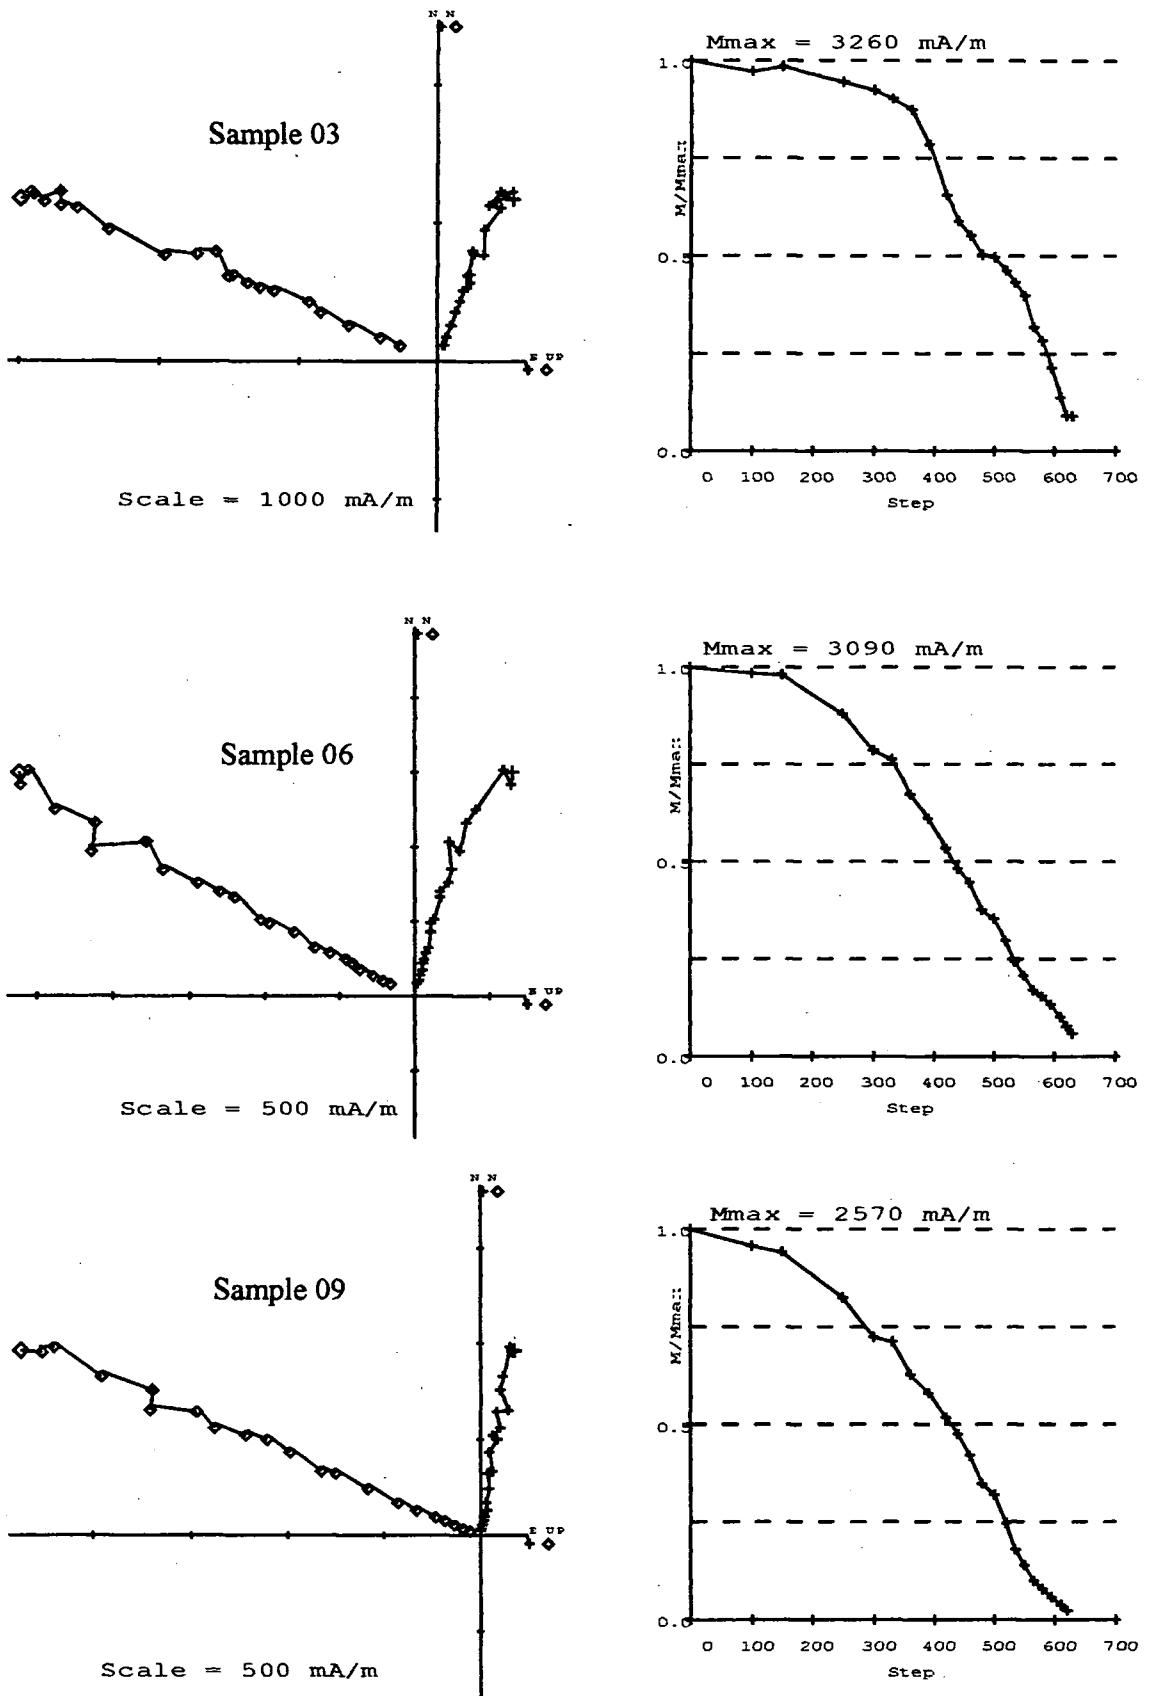 N N
Sample 03
E UP
Scale = 1000 mA/m
Mmax = 3260 mA/m
1.0
M/Mmax
0.5
0.0
0 100 200 300 400 500 600 700
Step
N N
Sample 06
E UP
Scale = 500 mA/m
Mmax = 3090 mA/m
1.0
M/Mmax
0.5
0.0
0 100 200 300 400 500 600 700
Step
N N
Sample 09
E UP
Scale = 500 mA/m
Mmax = 2570 mA/m
1.0
M/Mmax
0.5
0.0
0 100 200 300 400 500 600 700
Step